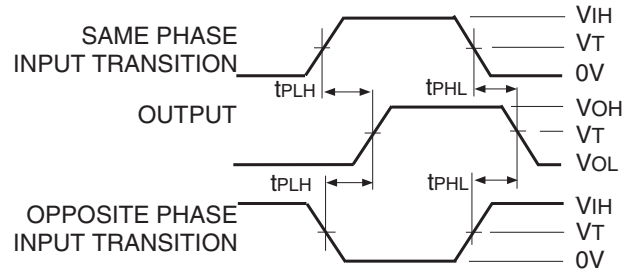 SAME PHASE
INPUT TRANSITION
VIH
VT
0V
tPLH
tPHL
OUTPUT
VOH
VT
VOL
tPLH
tPHL
OPPOSITE PHASE
INPUT TRANSITION
VIH
VT
0V